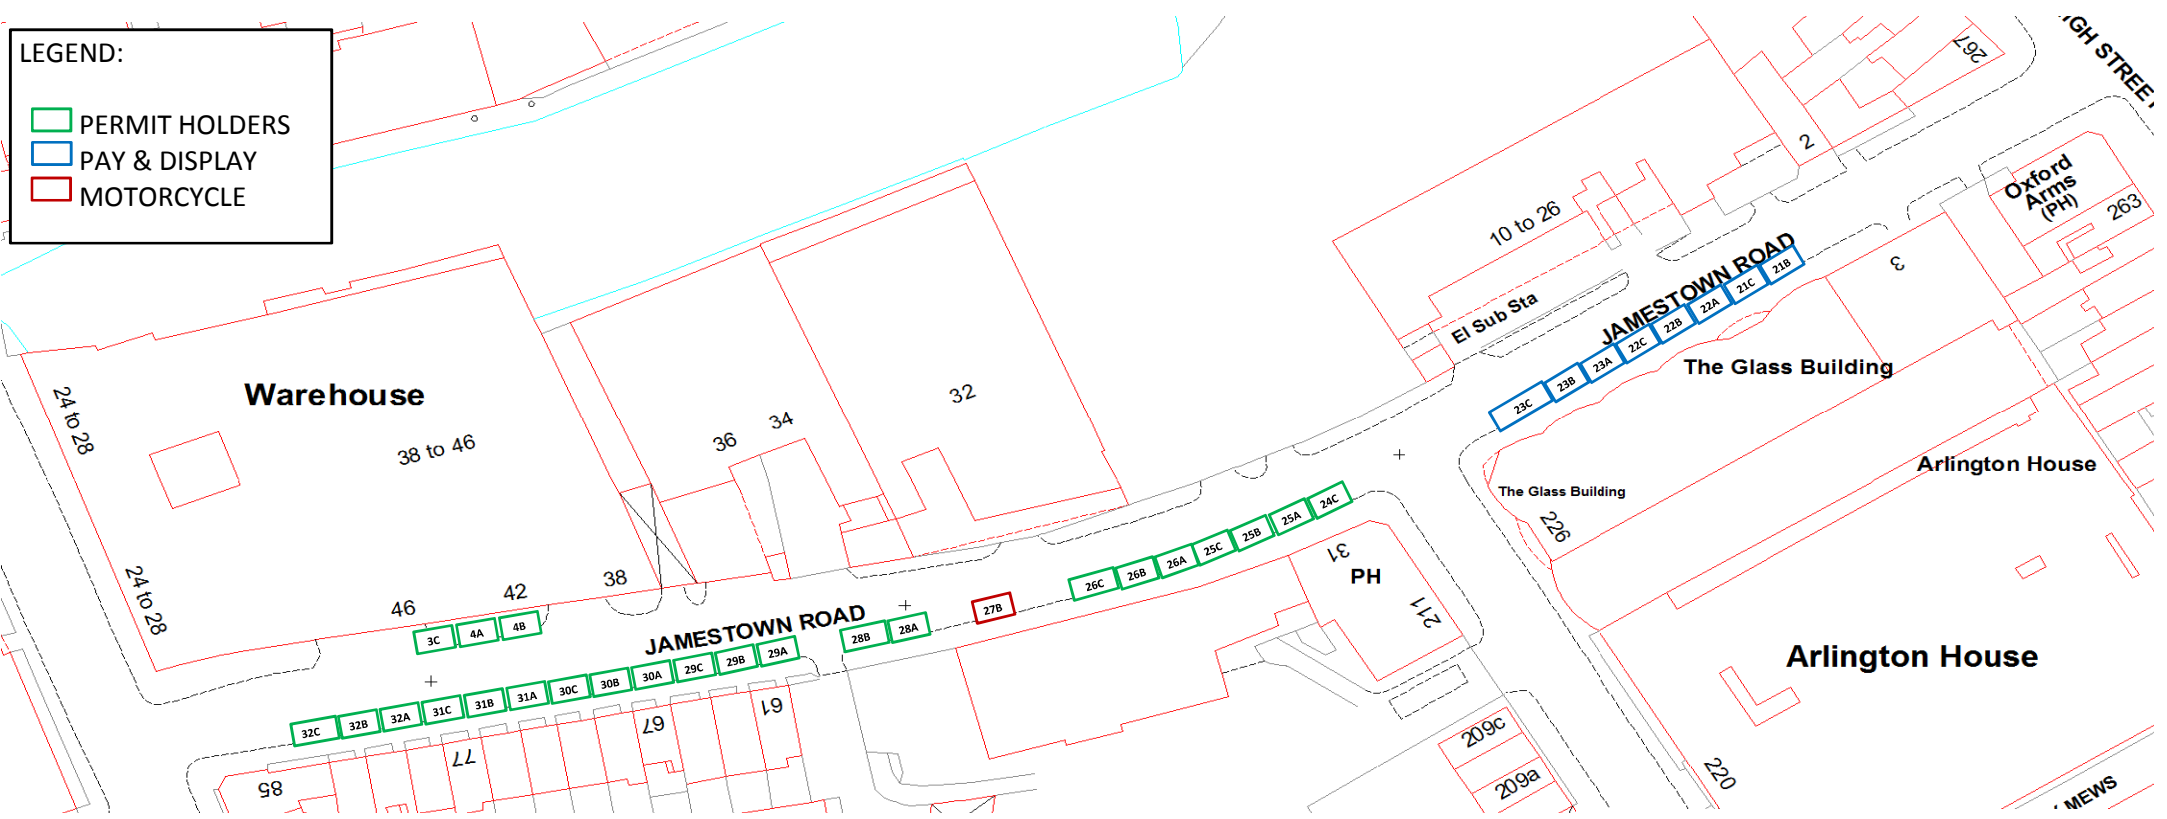 LEGEND:
PERMIT HOLDERS
PAY & DISPLAY
MOTORCYCLE
IGH STREET
267
2
Oxford
Arms
(PH)
263
10 to 26
El Sub Sta
JAMESTOWN ROAD
21B
21C
22A
22B
22C
23A
23B
23C
3
The Glass Building
The Glass Building
226
Arlington House
Arlington House
220
MEWS
Warehouse
24 to 28
24 to 28
38 to 46
36
34
32
46
42
38
3C
4A
4B
JAMESTOWN ROAD
24C
25A
25B
25C
26A
26B
26C
27B
28A
28B
29A
29B
29C
30A
30B
30C
31A
31B
31C
32A
32B
32C
31
PH
211
209c
209a
61
67
77
85